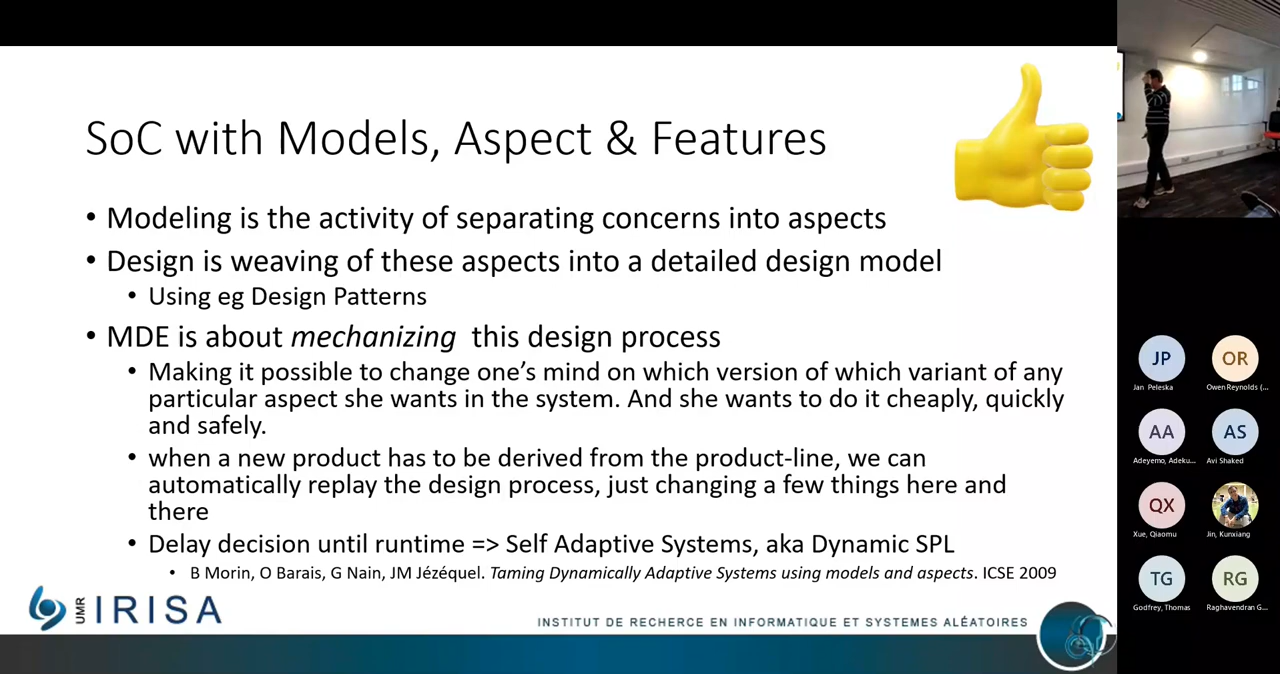 SoC with Models, Aspect & Features
• Modeling is the activity of separating concerns into aspects
• Design is weaving of these aspects into a detailed design model
• Using eg Design Patterns
• MDE is about mechanizing this design process
• Making it possible to change one's mind on which version of which variant of any
particular aspect she wants in the system. And she wants to do it cheaply, quickly
and safely.
• when a new product has to be derived from the product-line, we can
automatically replay the design process, just changing a few things here and
there
• Delay decision until runtime => Self Adaptive Systems, aka Dynamic SPL
• B Morin, O Barais, G Nain, JM Jézéquel. Taming Dynamically Adaptive Systems using models and aspects. ICSE 2009
UMR IRISA
INSTITUT DE RECHERCE EN INFORMATIQUE ET SYSTEMES ALÉATOIRES
JP OR
Jan Peleska Owen Reynolds (...
AA AS
Adeyemo, Adeku... Avi Shaked
QX
Xue, Qiaomu Jin, Kunxiang
TG RG
Godfrey, Thomas Raghavendran G...